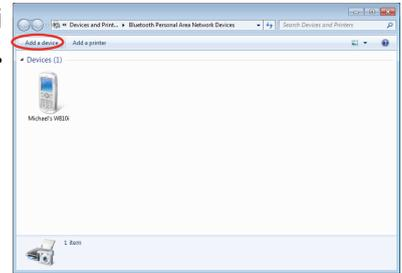 Devices and Print... Bluetooth Personal Area Network Devices Search Devices and Printers
Add a device Add a printer
Devices (1)
Michael's W810i
1 item